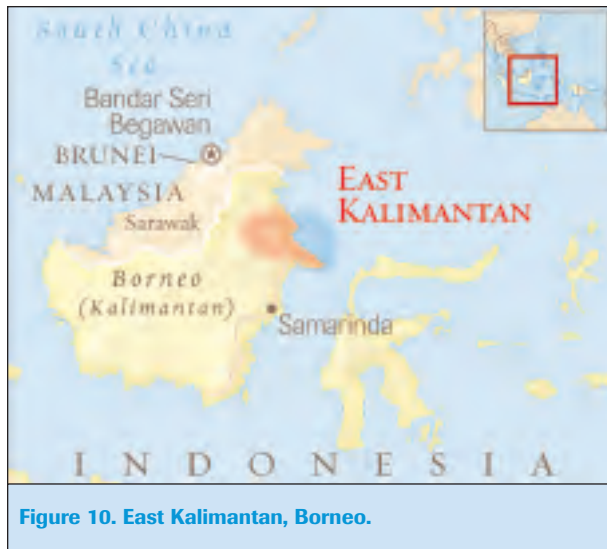 South China
Sea
Bandar Seri
Begawan
BRUNEI
MALAYSIA
Sarawak
EAST
KALIMANTAN
Borneo
(Kalimantan)
Samarinda
INDONESIA
Figure 10. East Kalimantan, Borneo.